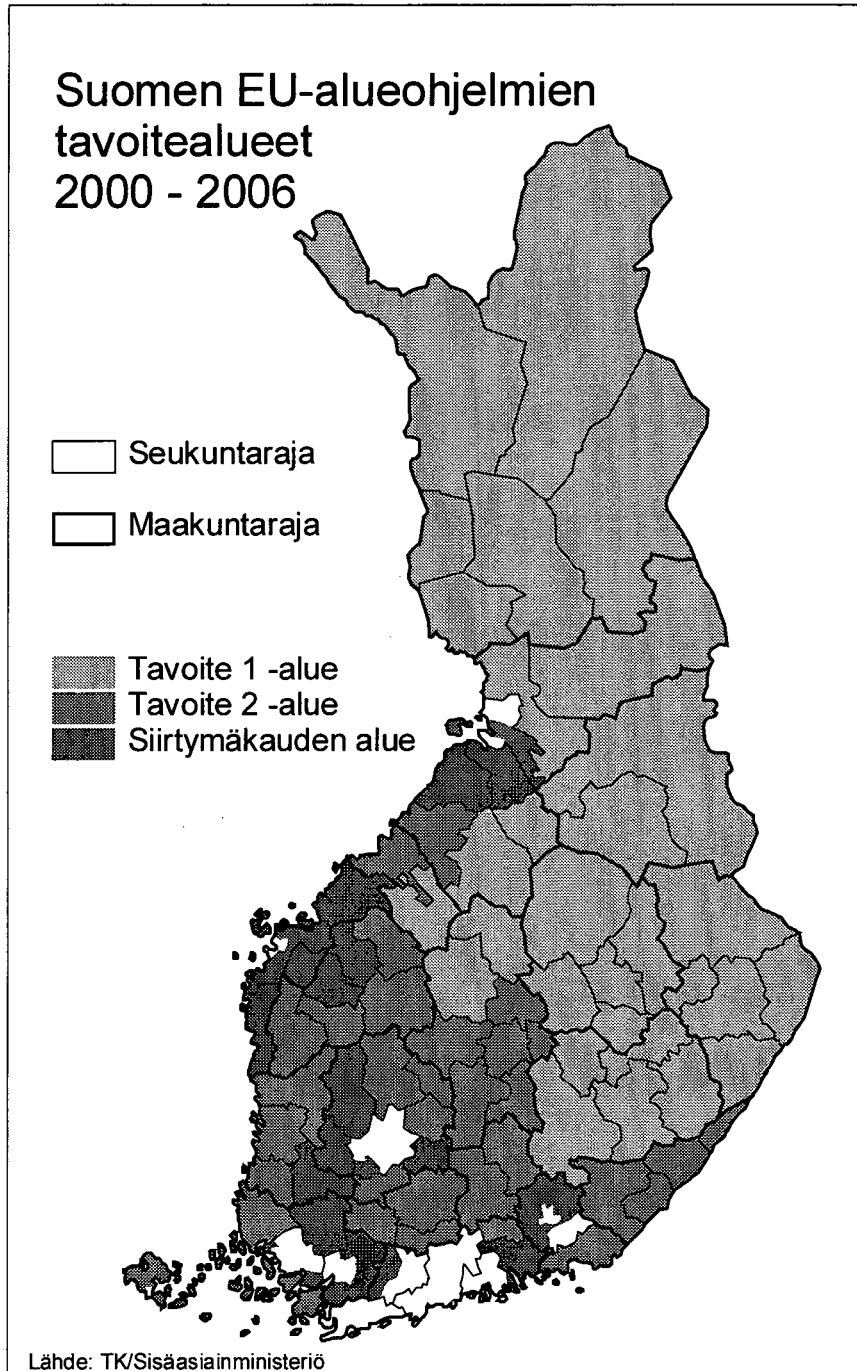 Suomen EU-alueohjelmien
tavoitealueet
2000 - 2006
Seukuntaraja
Maakuntaraja
Tavoite 1 -alue
Tavoite 2 -alue
Siirtymäkauden alue
Lähde: TK/Sisäasiainministeriö